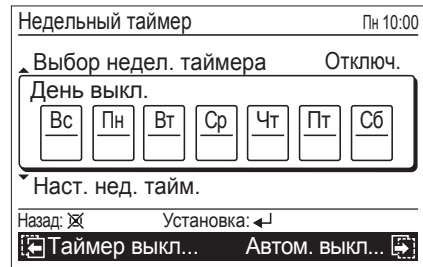 Недельный таймер Пн 10:00
Выбор недел. таймера Отключ.
День выкл.
Вс Пн Вт Ср Чт Пт Сб
Наст. нед. тайм.
Назад: Установка:
Таймер выкл... Автом. выкл...